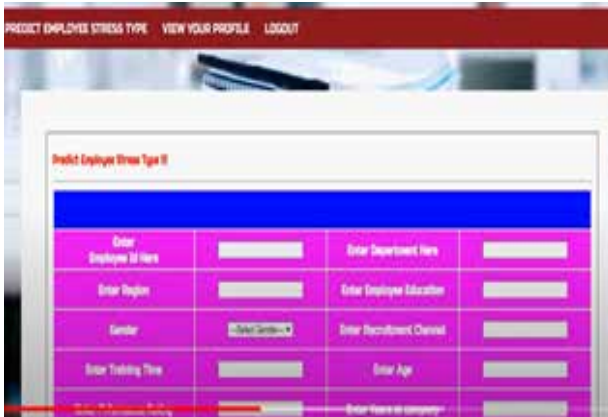 PREDICT EMPLOYEE STRESS TYPE VIEW YOUR PROFILE LOGOUT
Predict Employee Stress Type !!!
Enter
Employee Id Here
Enter Department Here
Enter Region
Enter Employee Education
Gender
--Select Gender--
Enter Recruitment Channel
Enter Training Time
Enter Age